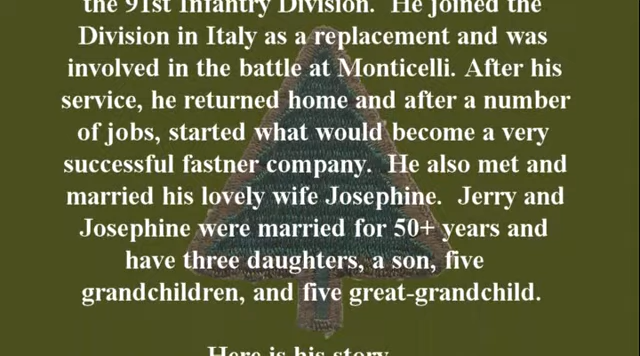 the 91st Infantry Division. He joined the
Division in Italy as a replacement and was
involved in the battle at Monticelli. After his
service, he returned home and after a number
of jobs, started what would become a very
successful fastner company. He also met and
married his lovely wife Josephine. Jerry and
Josephine were married for 50+ years and
have three daughters, a son, five
grandchildren, and five great-grandchild.
Here is his story